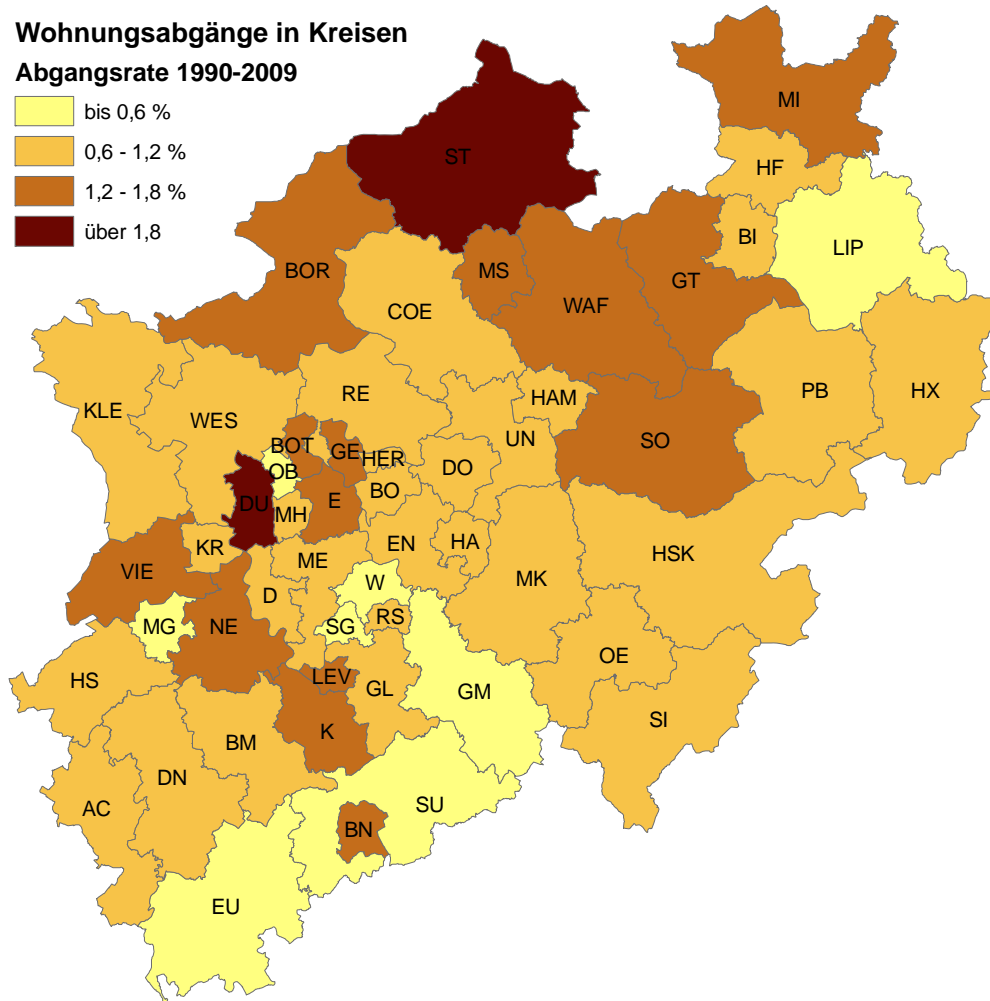 Wohnungsabgänge in Kreisen
Abgangsrate 1990-2009
bis 0,6 %
0,6 - 1,2 %
1,2 - 1,8 %
über 1,8
MI
ST
HF
BI
LIP
BOR
MS
GT
WAF
COE
PB
HX
RE
HAM
KLE
WES
UN
SO
BOT
GE
HER
OB
DO
BO
E
DU
MH
EN
HA
KR
ME
HSK
VIE
MK
W
D
RS
MG
NE
SG
OE
HS
LEV
GL
GM
SI
K
BM
DN
AC
SU
BN
EU